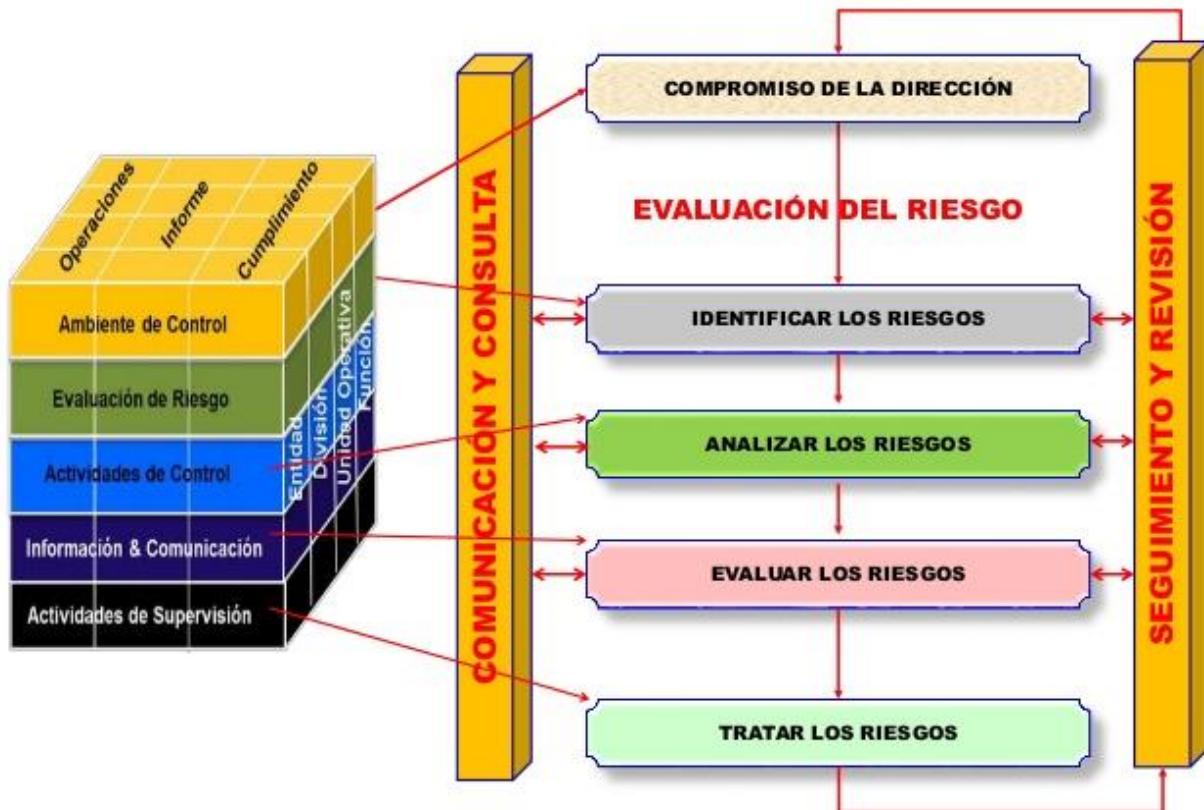 Operaciones
Informe
Cumplimiento
Ambiente de Control
Evaluación de Riesgo
Actividades de Control
Información & Comunicación
Actividades de Supervisión
Entidad
División
Unidad Operativa
Función
COMUNICACIÓN Y CONSULTA
COMPROMISO DE LA DIRECCIÓN
EVALUACIÓN DEL RIESGO
IDENTIFICAR LOS RIESGOS
ANALIZAR LOS RIESGOS
EVALUAR LOS RIESGOS
TRATAR LOS RIESGOS
SEGUIMIENTO Y REVISIÓN